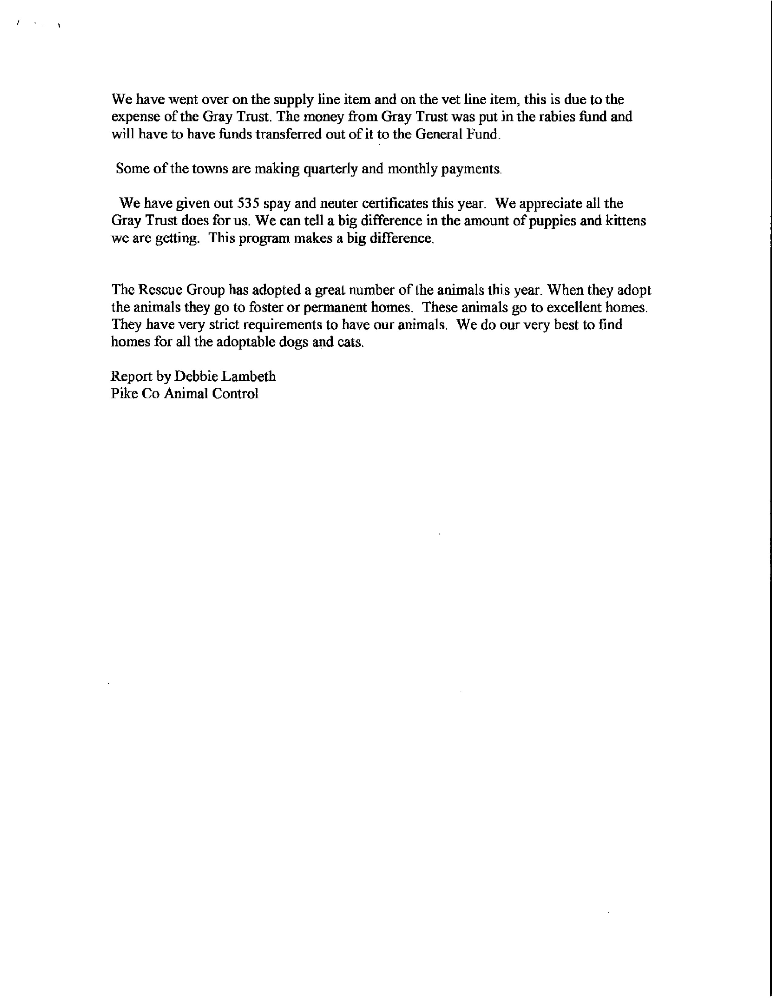 We have went over on the supply line item and on the vet line item, this is due to the
expense of the Gray Trust. The money from Gray Trust was put in the rabies fund and
will have to have funds transferred out of it to the General Fund.
Some of the towns are making quarterly and monthly payments.
We have given out 535 spay and neuter certificates this year. We appreciate all the
Gray Trust does for us. We can tell a big difference in the amount of puppies and kittens
we are getting. This program makes a big difference.
The Rescue Group has adopted a great number of the animals this year. When they adopt
the animals they go to foster or permanent homes. These animals go to excellent homes.
They have very strict requirements to have our animals. We do our very best to find
homes for all the adoptable dogs and cats.
Report by Debbie Lambeth
Pike Co Animal Control